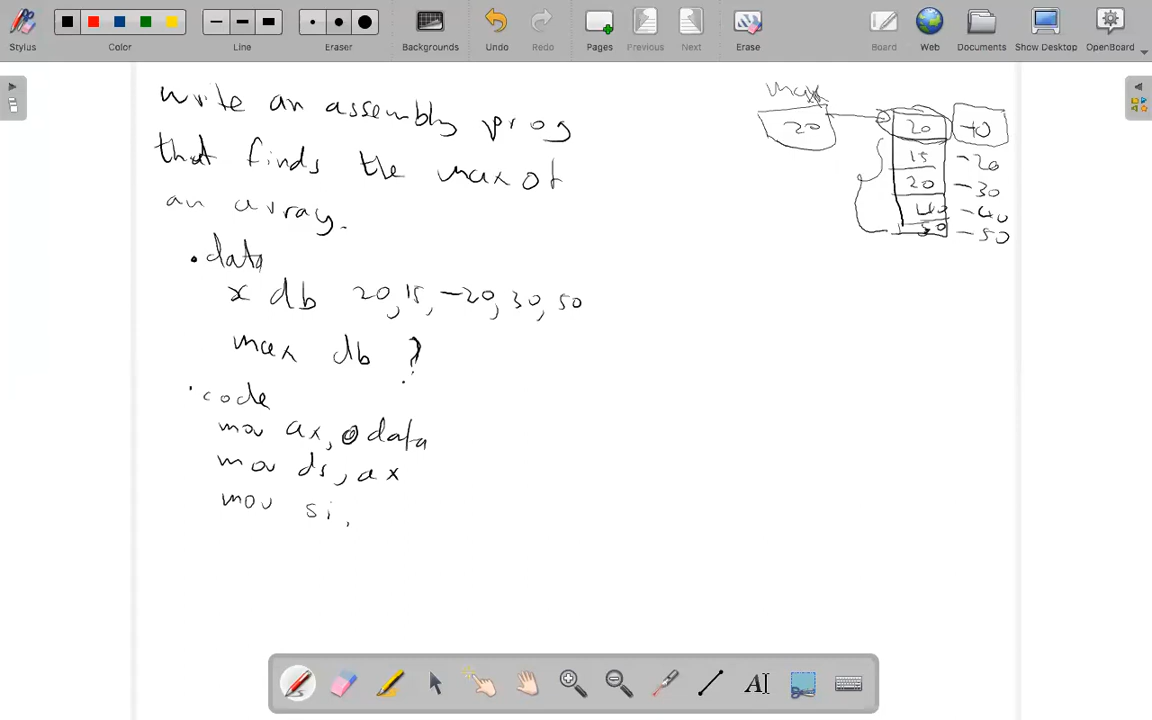 Stylus
Color
Line
Eraser
Backgrounds
Undo
Redo
Pages
Previous
Next
Erase
Board
Web
Documents
Show Desktop
OpenBoard
write an assembly prog
that finds the max of
an array.
.data
x db 20,15,-20,30,50
max db ?
.code
mov ax, @data
mov ds, ax
mov si,
max
20
20
15 -20
20 -30
40 -40
50 -50